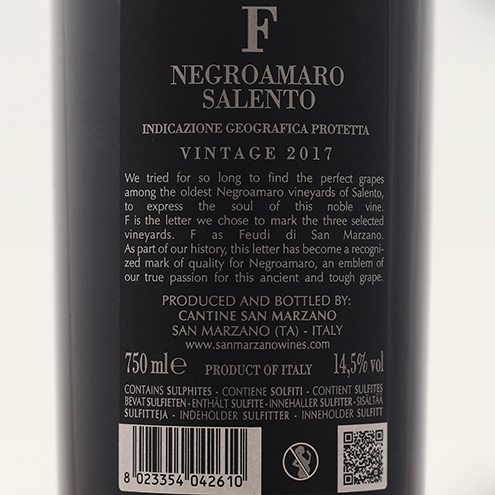 F
NEGROAMARO
SALENTO
INDICAZIONE GEOGRAFICA PROTETTA
VINTAGE 2017
We tried for so long to find the perfect grapes
among the oldest Negroamaro vineyards of Salento,
to express the soul of this noble vine.
F is the letter we chose to mark the three selected
vineyards. F as Feudi di San Marzano.
As part of our history, this letter has become a recogni-
zed mark of quality for Negroamaro, an emblem of
our true passion for this ancient and tough grape.
PRODUCED AND BOTTLED BY:
CANTINE SAN MARZANO
SAN MARZANO (TA) - ITALY
www.sanmarzanowines.com
750 ml℮ PRODUCT OF ITALY 14,5% vol
CONTAINS SULPHITES - CONTIENE SOLFITI - CONTIENT SULFITES
BEVAT SULFIETEN - ENTHÄLT SULFITE - INNEHALLER SULFITER - SISÄLTÄÄ
SULFITTEJA - INDEHOLDER SULFITTER - INNEHOLDER SULFITT
8 023354 042610